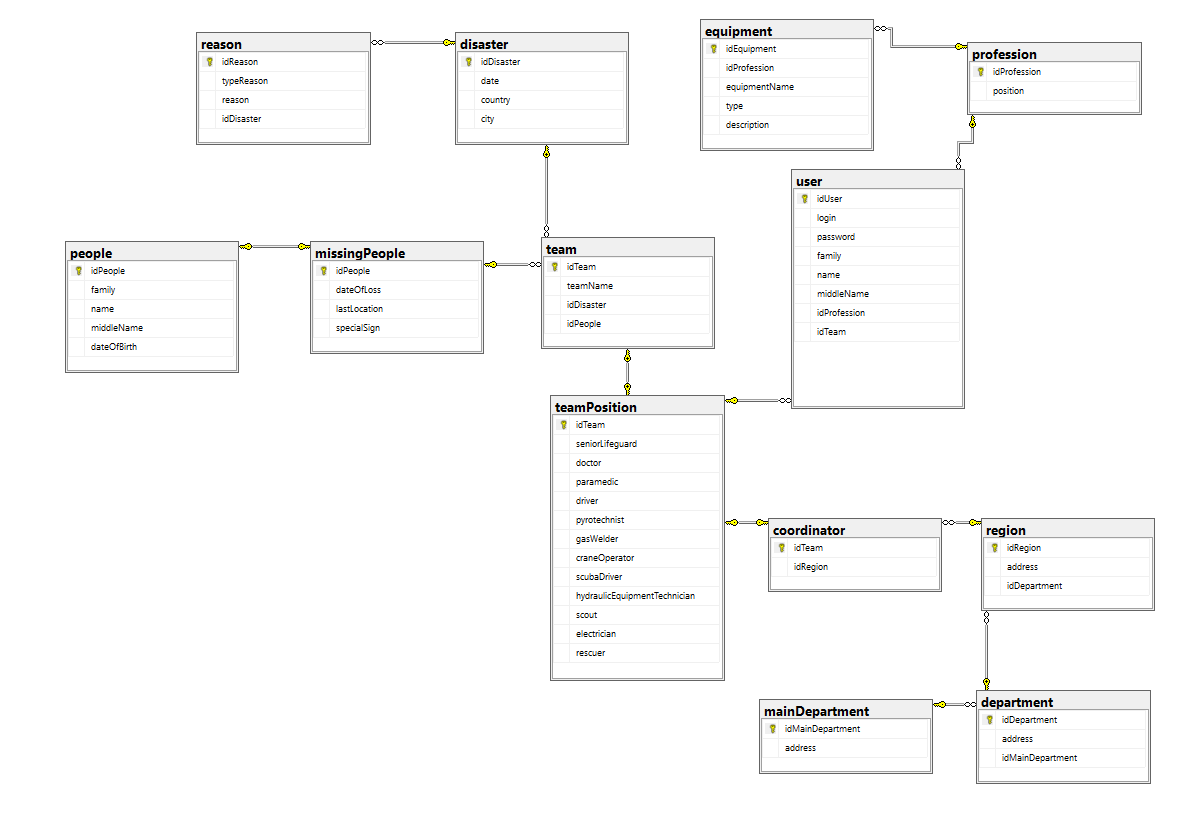 reason
idReason
typeReason
reason
idDisaster
disaster
idDisaster
date
country
city
equipment
idEquipment
idProfession
equipmentName
type
description
profession
idProfession
position
user
idUser
login
password
family
name
middleName
idProfession
idTeam
people
idPeople
family
name
middleName
dateOfBirth
missingPeople
idPeople
dateOfLoss
lastLocation
specialSign
team
idTeam
teamName
idDisaster
idPeople
teamPosition
idTeam
seniorLifeguard
doctor
paramedic
driver
pyrotechnist
gasWelder
craneOperator
scubaDriver
hydraulicEquipmentTechnician
scout
electrician
rescuer
coordinator
idTeam
idRegion
region
idRegion
address
idDepartment
mainDepartment
idMainDepartment
address
department
idDepartment
address
idMainDepartment